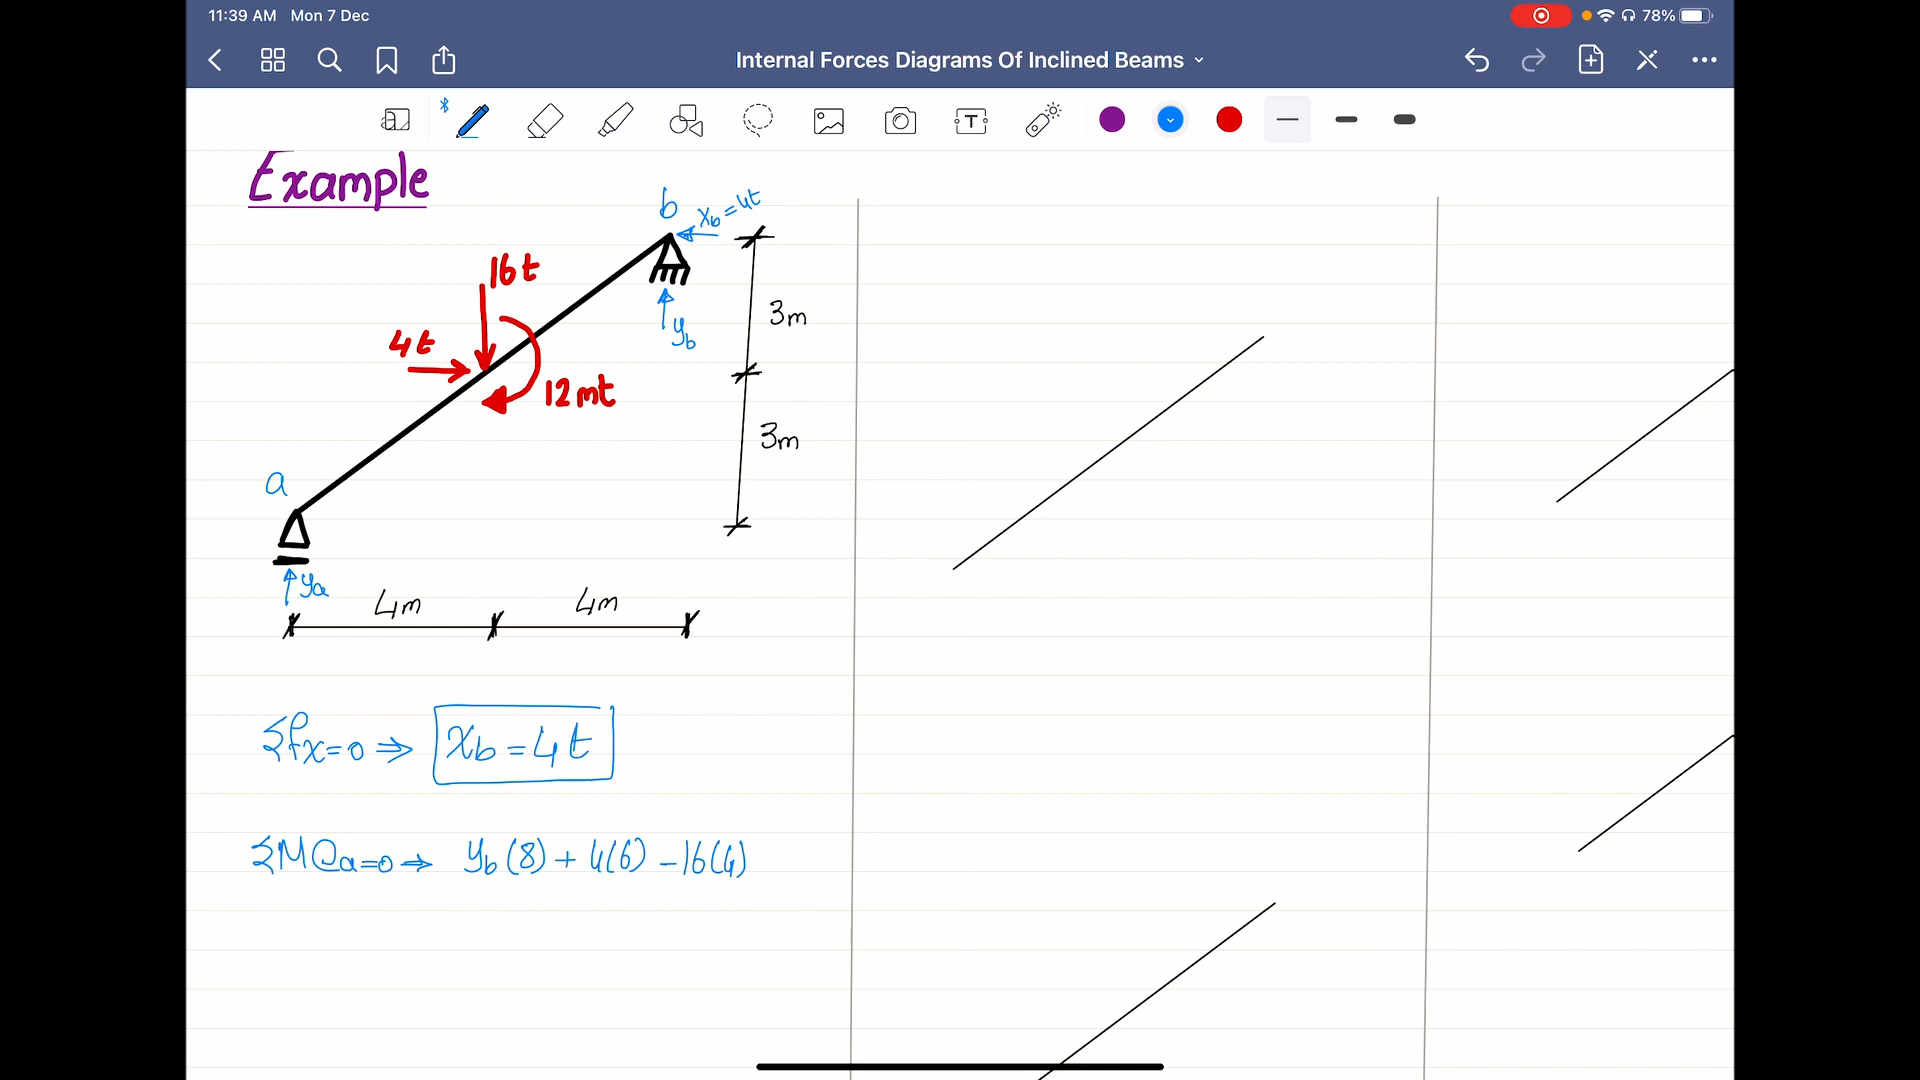 11:39 AM Mon 7 Dec
78%
Internal Forces Diagrams Of Inclined Beams
T
Example
b
Xb=4t
16t
4t
yb
3m
12mt
3m
a
ya
4m
4m
Σfx=0 ⇒ Xb=4t
ΣM@a=0 ⇒ yb(8)+4(6)-16(4)